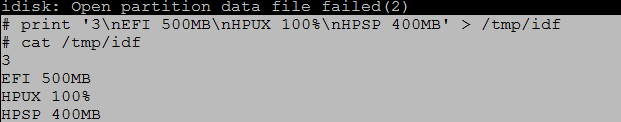 idisk: Open partition data file failed(2)
# print '3\nEFI 500MB\nHPUX 100%\nHPSP 400MB' > /tmp/idf
# cat /tmp/idf
3
EFI 500MB
HPUX 100%
HPSP 400MB